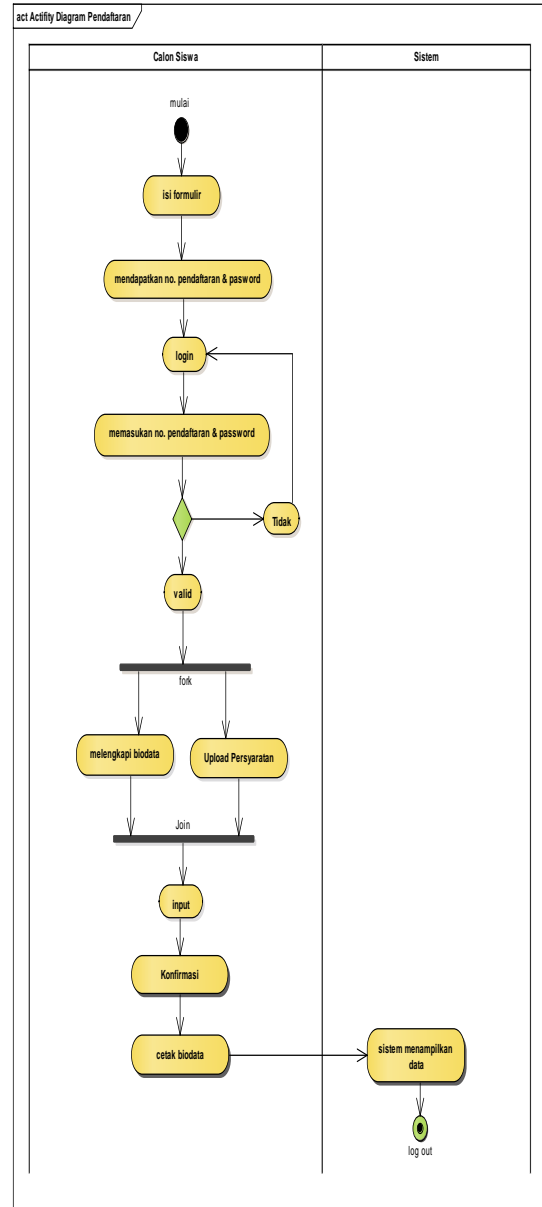 act Actifity Diagram Pendaftaran
Calon Siswa
Sistem
mulai
isi formulir
mendapatkan no. pendaftaran & pasword
login
memasukan no. pendaftaran & password
Tidak
valid
fork
melengkapi biodata
Upload Persyaratan
Join
input
Konfirmasi
cetak biodata
sistem menampilkan
data
log out